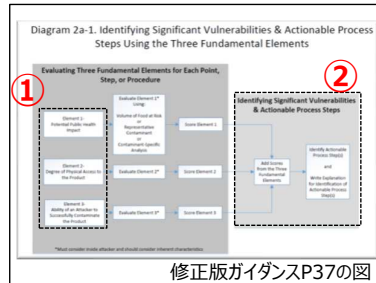 Diagram 2a-1. Identifying Significant Vulnerabilities & Actionable Process
Steps Using the Three Fundamental Elements
Evaluating Three Fundamental Elements for Each Point,
Step, or Procedure
①
②
Element 1:
Potential Public Health
Impact
Evaluate Element 1*
Using:
Volume of Food at Risk
or
Representative
Contaminant
or
Contaminant-Specific
Analysis
Score Element 1
Element 2:
Degree of Physical Access to
the Product
Evaluate Element 2*
Score Element 2
Element 3:
Ability of an Attacker to
Successfully Contaminate
the Product
Evaluate Element 3*
Score Element 3
*Must consider inside attacker and should consider inherent characteristics.
Identifying Significant Vulnerabilities
& Actionable Process Steps
Add Scores
from the Three
Fundamental
Elements
Identify Actionable
Process Step(s)
and
Write Explanation
for Identification of
Actionable Process
Step(s)
修正版ガイダンスP37の図